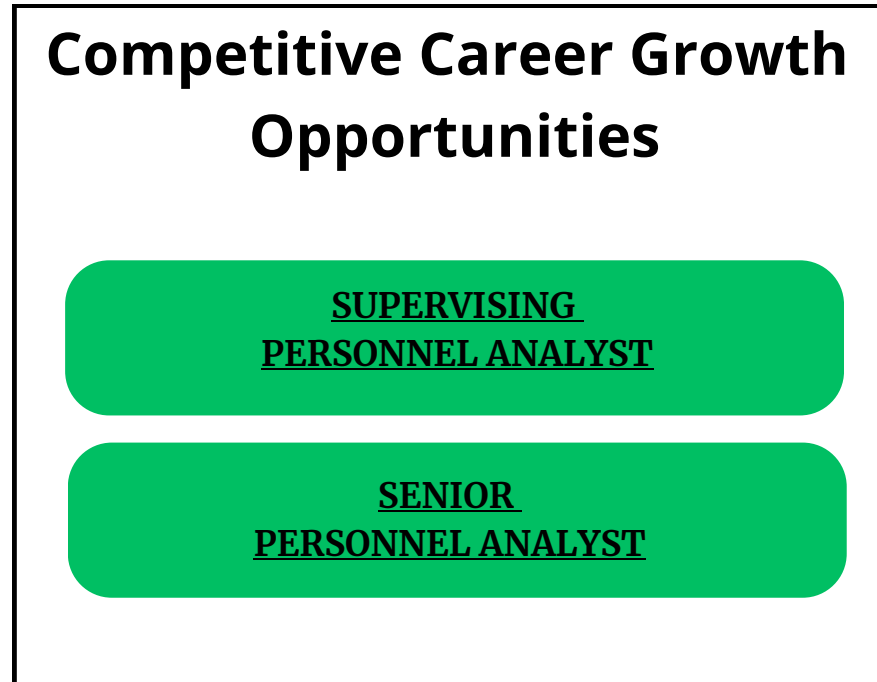 Competitive Career Growth
Opportunities
SUPERVISING
PERSONNEL ANALYST
SENIOR
PERSONNEL ANALYST